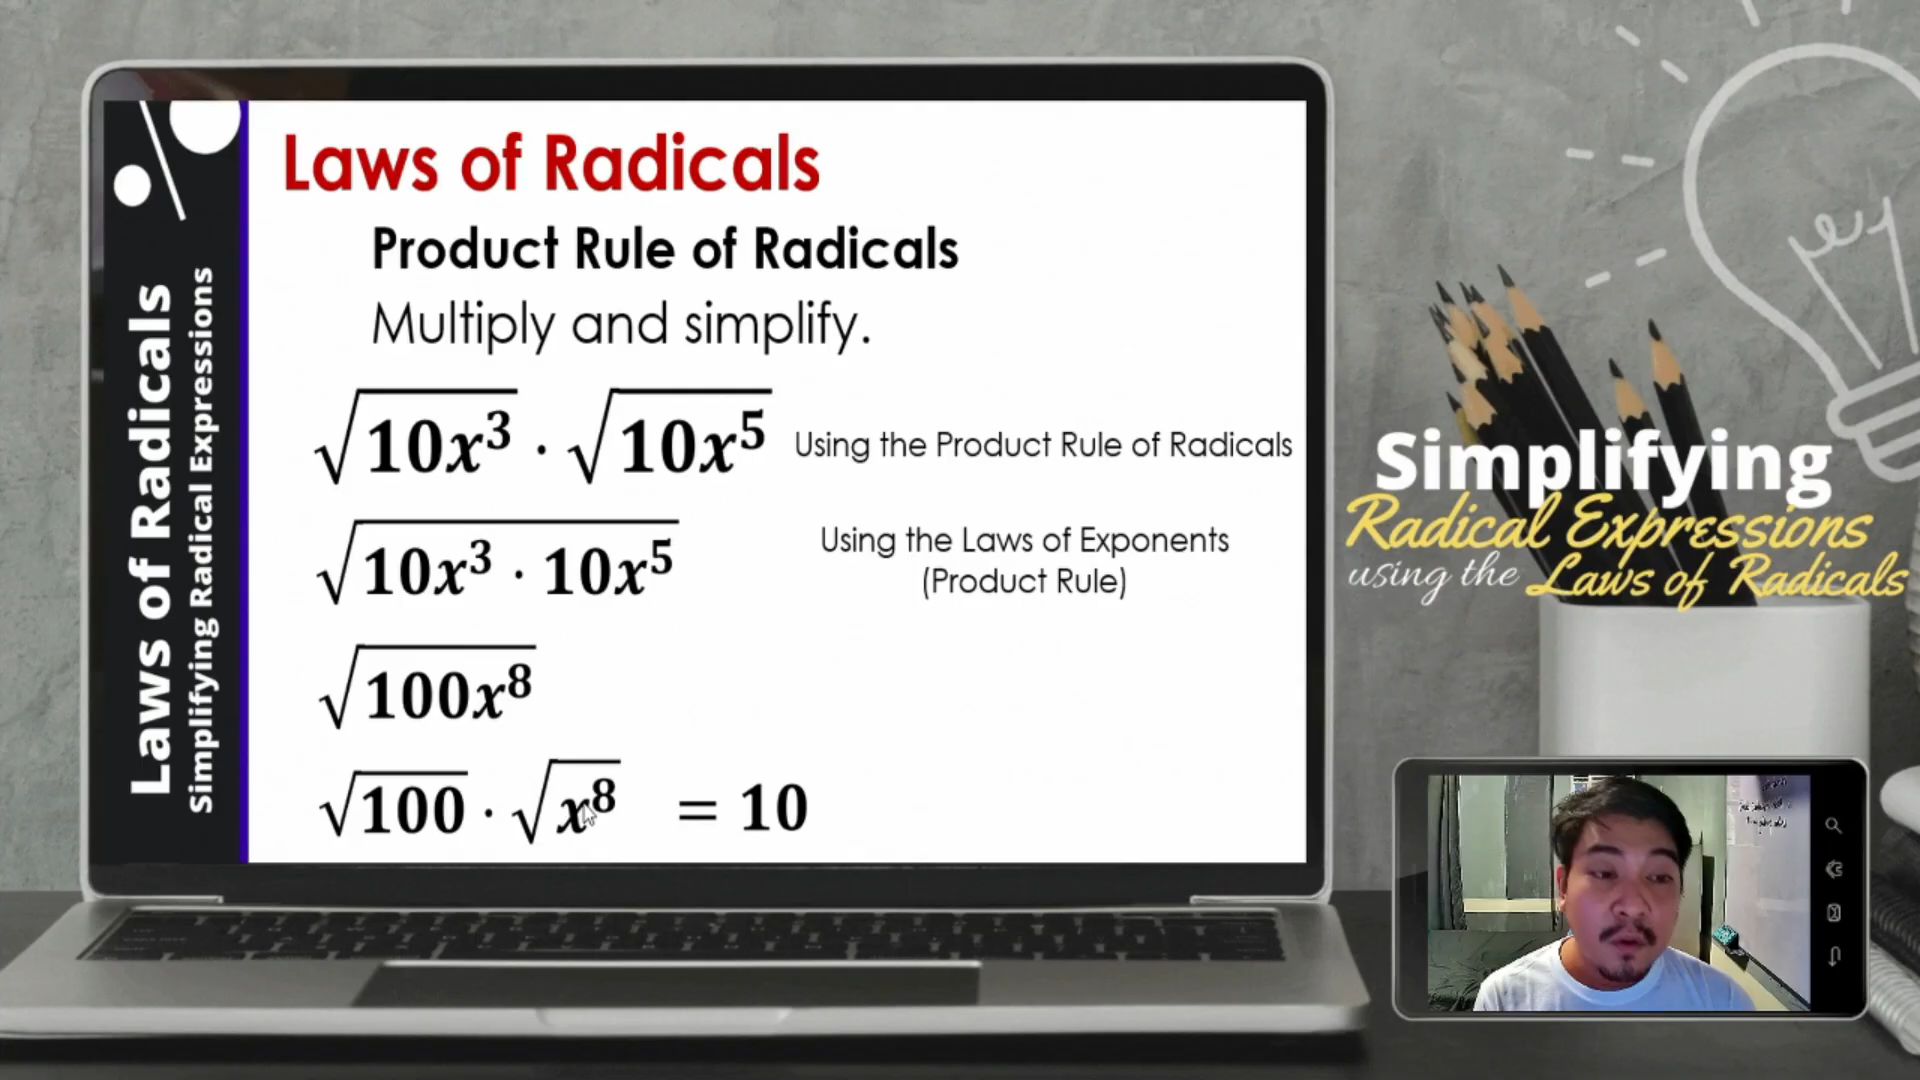 Laws of Radicals
Simplifying Radical Expressions
Laws of Radicals
Product Rule of Radicals
Multiply and simplify.
√10x³ · √10x⁵ Using the Product Rule of Radicals
√10x³ · 10x⁵ Using the Laws of Exponents
(Product Rule)
√100x⁸
√100 · √x⁸ = 10
Simplifying
Radical Expressions
using the Laws of Radicals